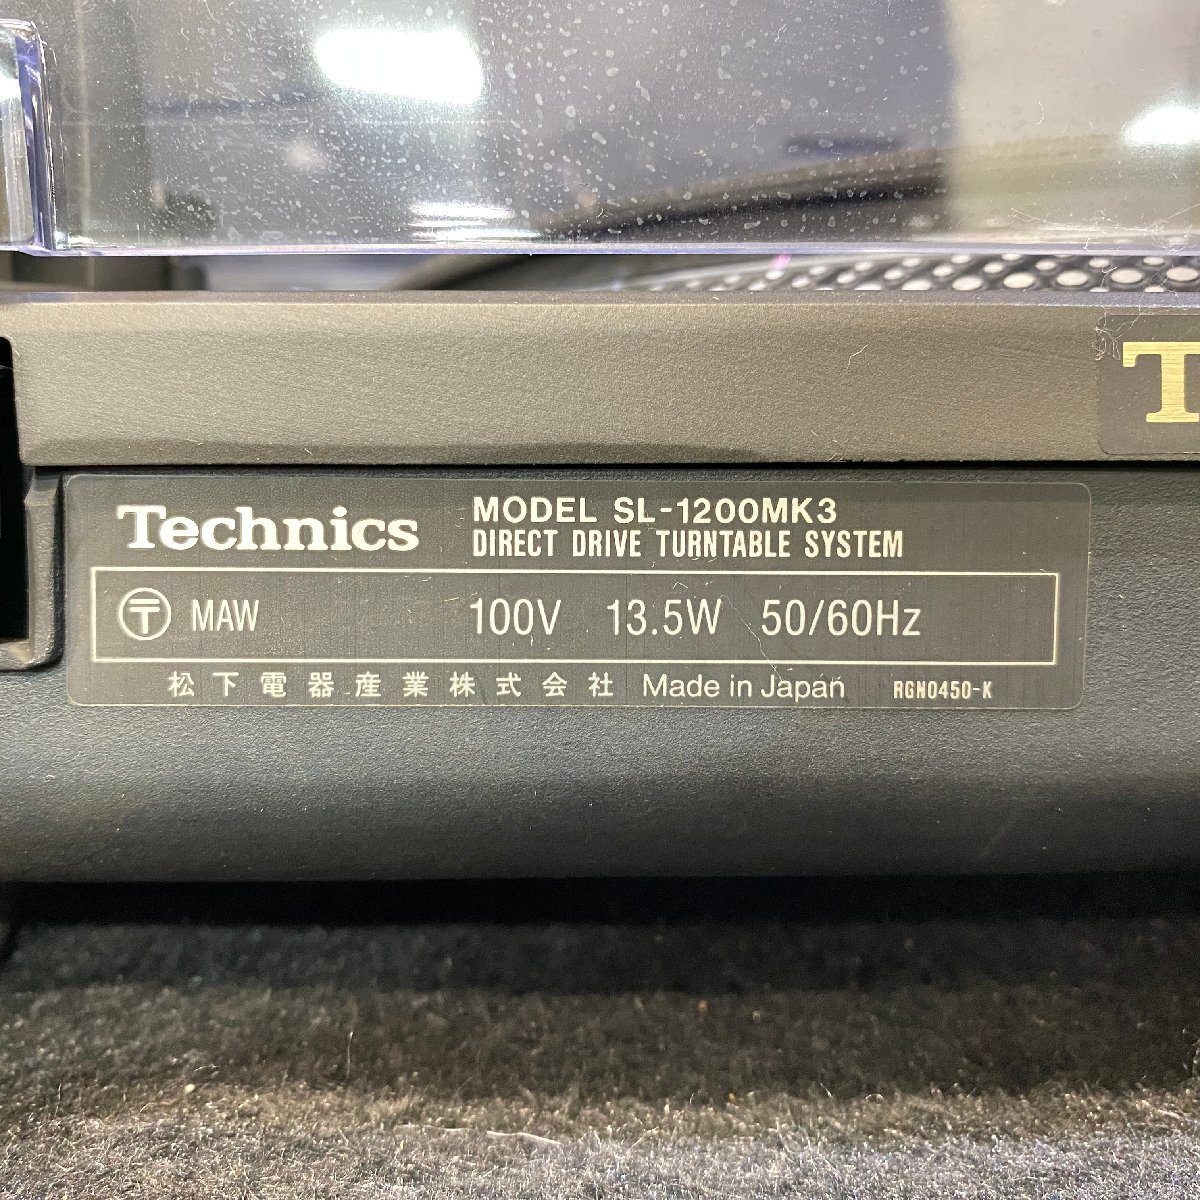 Technics
MODEL SL-1200MK3
DIRECT DRIVE TURNTABLE SYSTEM
〒 MAW 100V 13.5W 50/60Hz
松下電器産業株式会社 Made in Japan RGN0450-K